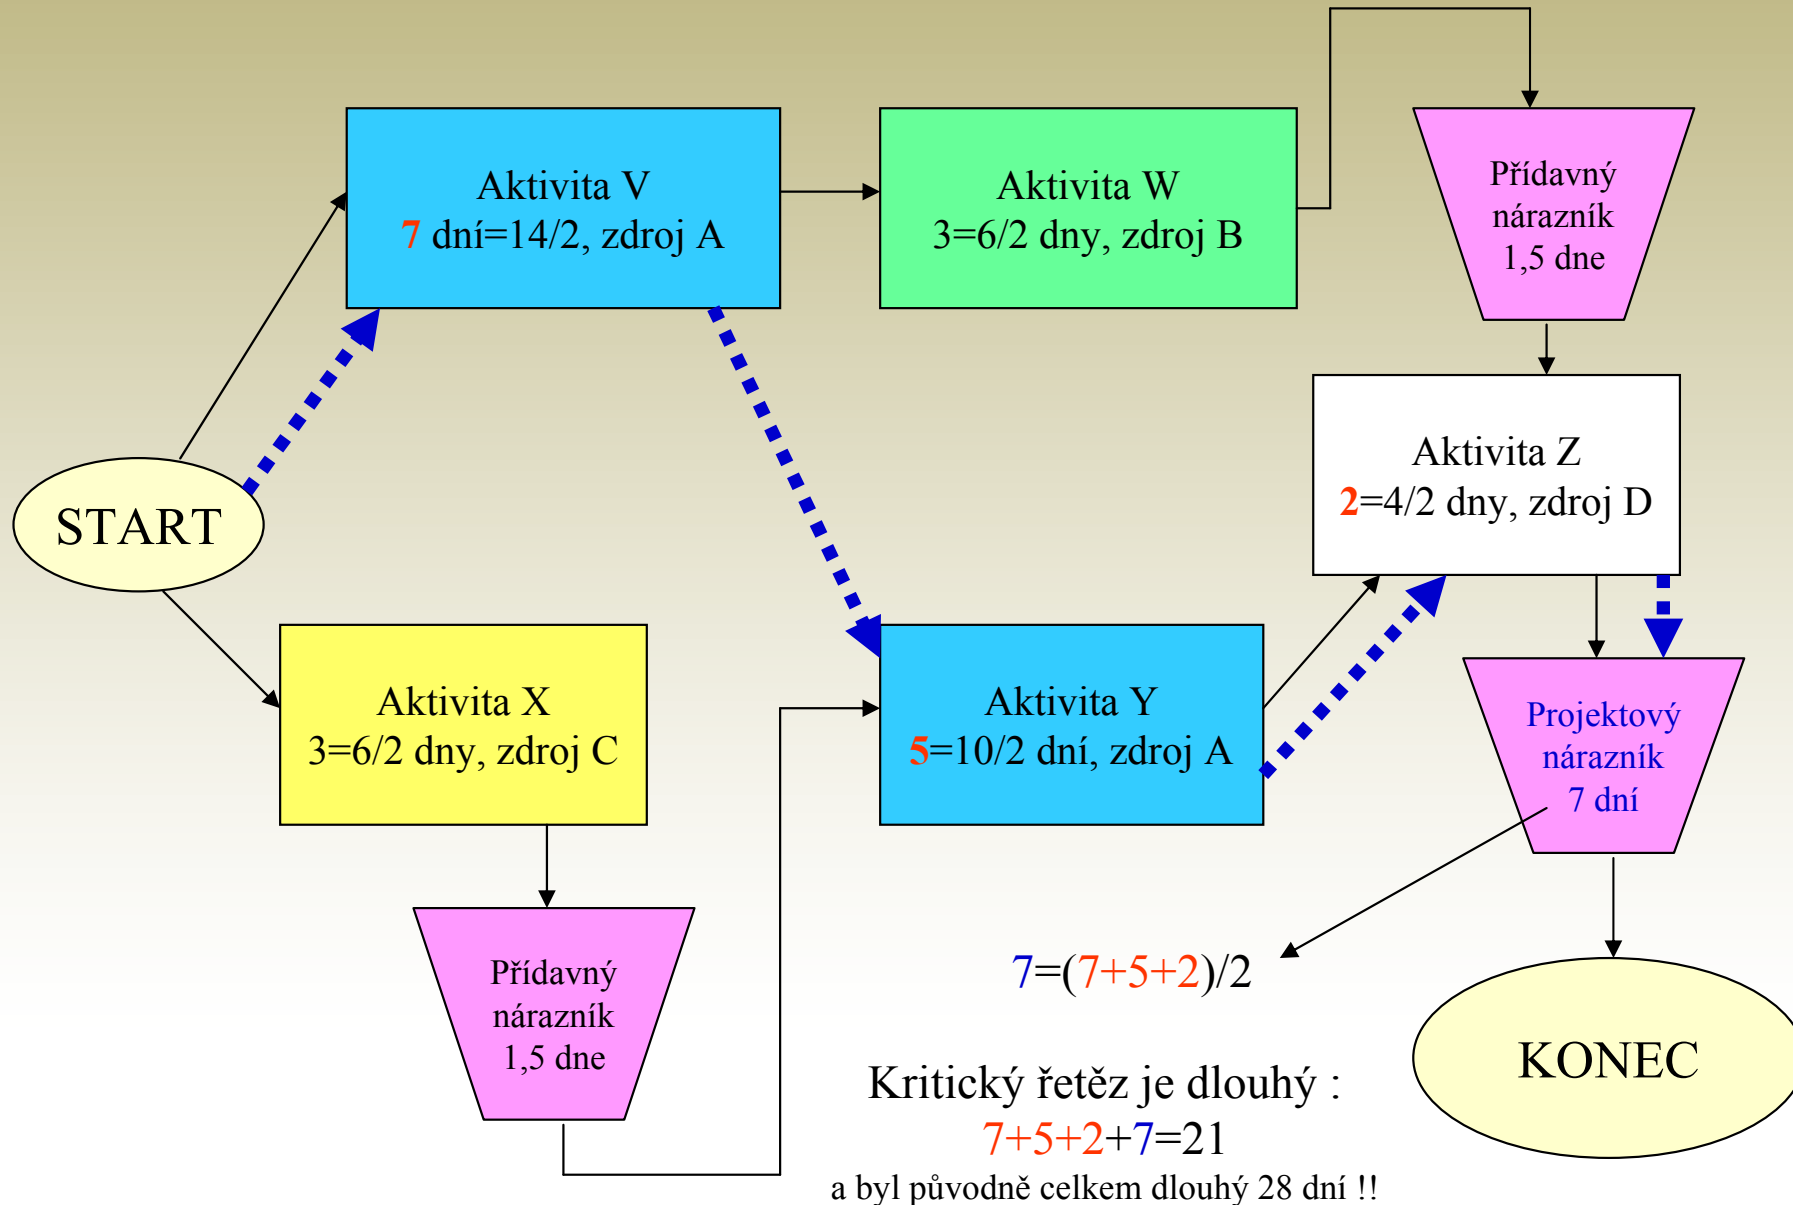 Aktivita V
7 dní=14/2, zdroj A
Aktivita W
3=6/2 dny, zdroj B
Přídavný
nárazník
1,5 dne
Aktivita Z
2=4/2 dny, zdroj D
START
Aktivita X
3=6/2 dny, zdroj C
Aktivita Y
5=10/2 dní, zdroj A
Projektový
nárazník
7 dní
Přídavný
nárazník
1,5 dne
7=(7+5+2)/2
KONEC
Kritický řetěz je dlouhý :
7+5+2+7=21
a byl původně celkem dlouhý 28 dní !!